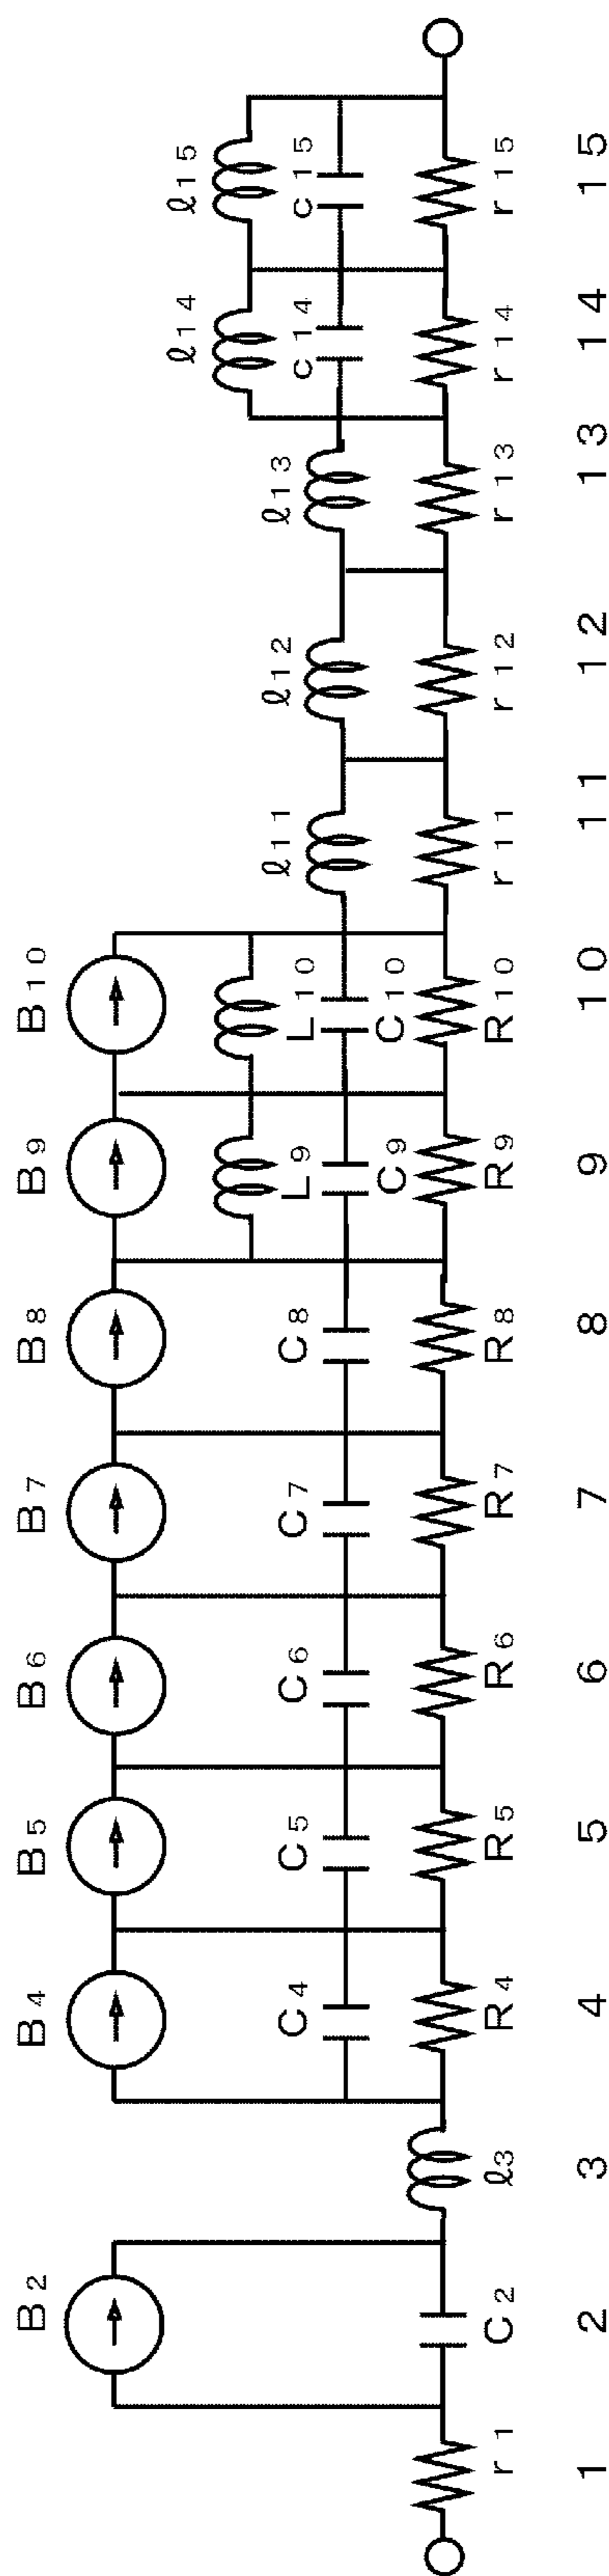 B2 B4 B5 B6 B7 B8 B9 B10
ℓ14 ℓ15
ℓ11 ℓ12 ℓ13
C4 C5 C6 C7 C8 L9 L10 c14 c15
C9 C10
r1 C2 ℓ3 R4 R5 R6 R7 R8 R9 R10 r11 r12 r13 r14 r15
1 2 3 4 5 6 7 8 9 10 11 12 13 14 15